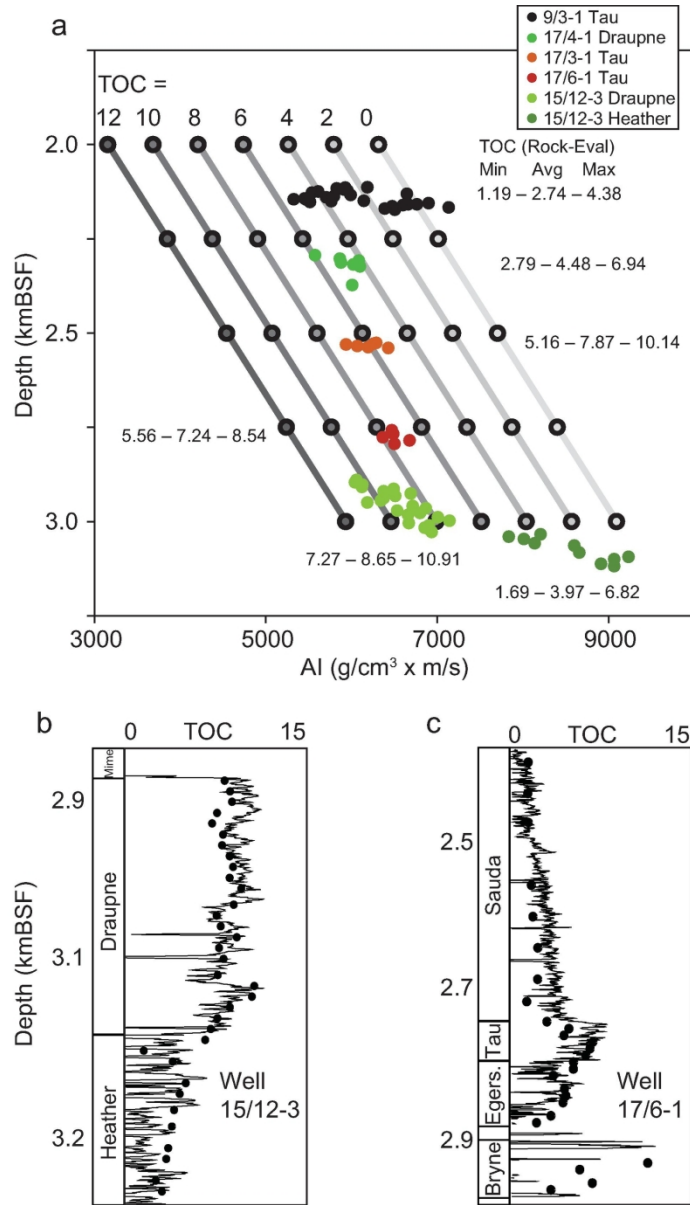 a
9/3-1 Tau
17/4-1 Draupne
17/3-1 Tau
17/6-1 Tau
15/12-3 Draupne
15/12-3 Heather
TOC =
12 10 8 6 4 2 0
TOC (Rock-Eval)
Min Avg Max
1.19 – 2.74 – 4.38
2.79 – 4.48 – 6.94
5.16 – 7.87 – 10.14
5.56 – 7.24 – 8.54
7.27 – 8.65 – 10.91
1.69 – 3.97 – 6.82
Depth (kmBSF)
2.0
2.5
3.0
3000 5000 7000 9000
AI (g/cm³ x m/s)
b
0 TOC 15
Mime
Draupne
Heather
2.9
3.1
3.2
Depth (kmBSF)
Well
15/12-3
c
0 TOC 15
Sauda
Tau
Egers.
Bryne
2.5
2.7
2.9
Well
17/6-1